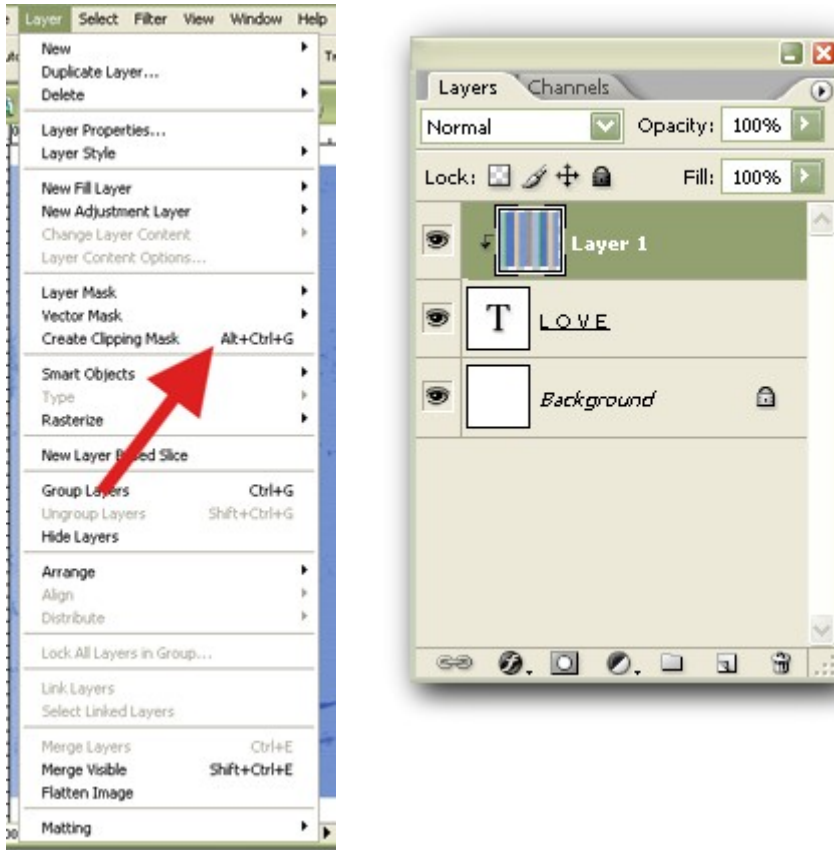 Layer Select Filter View Window Help
New
Duplicate Layer...
Delete
Layer Properties...
Layer Style
New Fill Layer
New Adjustment Layer
Change Layer Content
Layer Content Options...
Layer Mask
Vector Mask
Create Clipping Mask Alt+Ctrl+G
Smart Objects
Type
Rasterize
New Layer Based Slice
Group Layers Ctrl+G
Ungroup Layers Shift+Ctrl+G
Hide Layers
Arrange
Align
Distribute
Lock All Layers in Group...
Link Layers
Select Linked Layers
Merge Layers Ctrl+E
Merge Visible Shift+Ctrl+E
Flatten Image
Matting
Layers Channels
Normal Opacity: 100%
Lock: Fill: 100%
Layer 1
T LOVE
Background